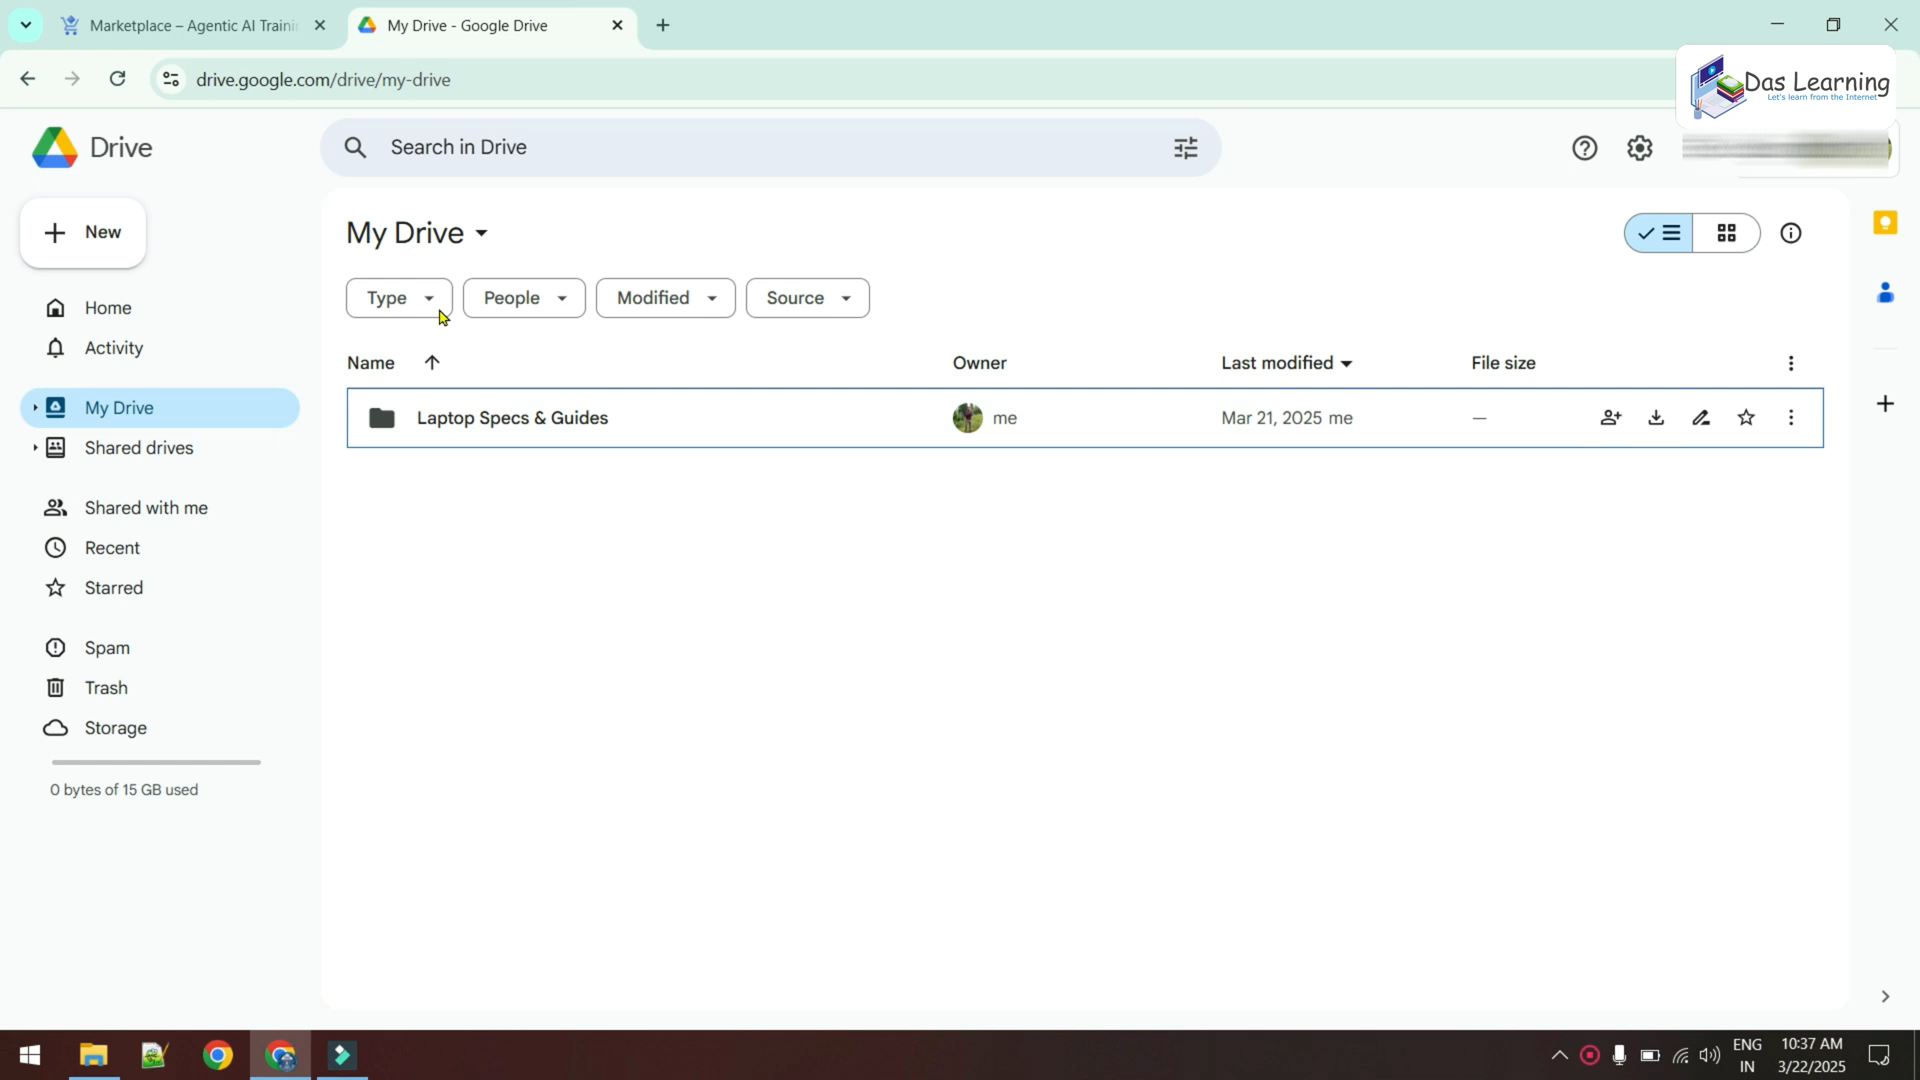 Marketplace – Agentic AI Traini
My Drive - Google Drive
drive.google.com/drive/my-drive
Das Learning
Let's learn from the Internet
Drive
Search in Drive
New
My Drive
Type
People
Modified
Source
Home
Activity
My Drive
Shared drives
Shared with me
Recent
Starred
Spam
Trash
Storage
0 bytes of 15 GB used
Name
Owner
Last modified
File size
Laptop Specs & Guides
me
Mar 21, 2025 me
—
ENG
IN
10:37 AM
3/22/2025